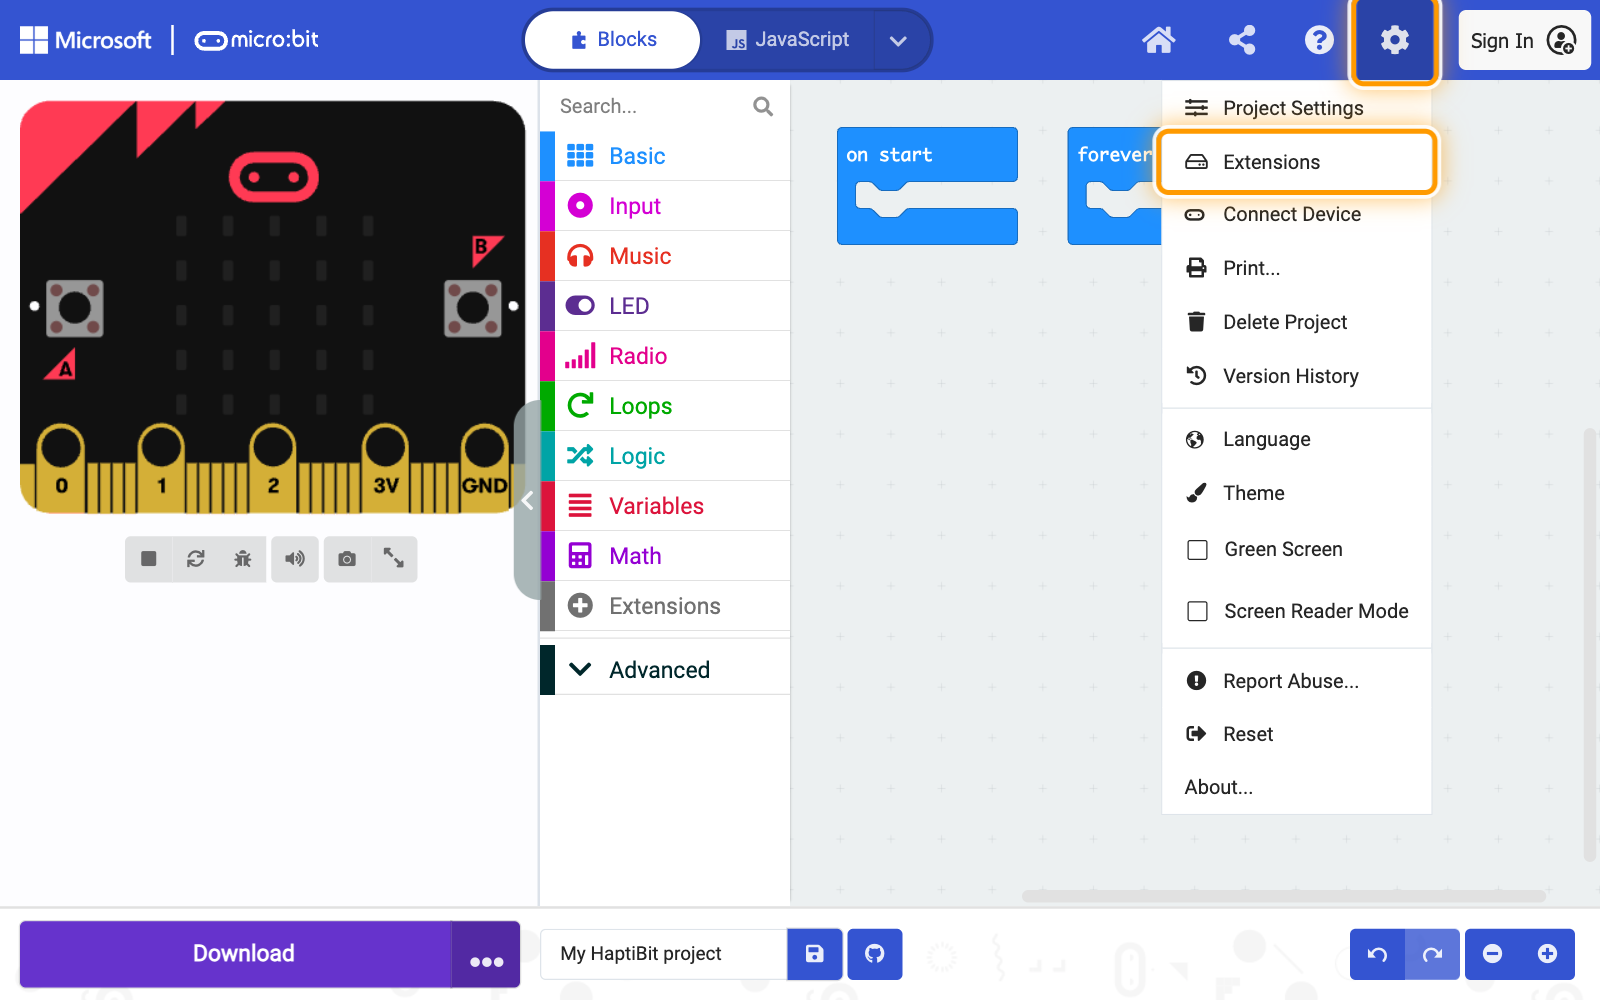 Microsoft
micro:bit
Blocks
JS JavaScript
Sign In
B
A
0 1 2 3V GND
Search...
Basic
Input
Music
LED
Radio
Loops
Logic
Variables
Math
Extensions
Advanced
on start
forever
Project Settings
Extensions
Connect Device
Print...
Delete Project
Version History
Language
Theme
Green Screen
Screen Reader Mode
Report Abuse...
Reset
About...
Download
My HaptiBit project